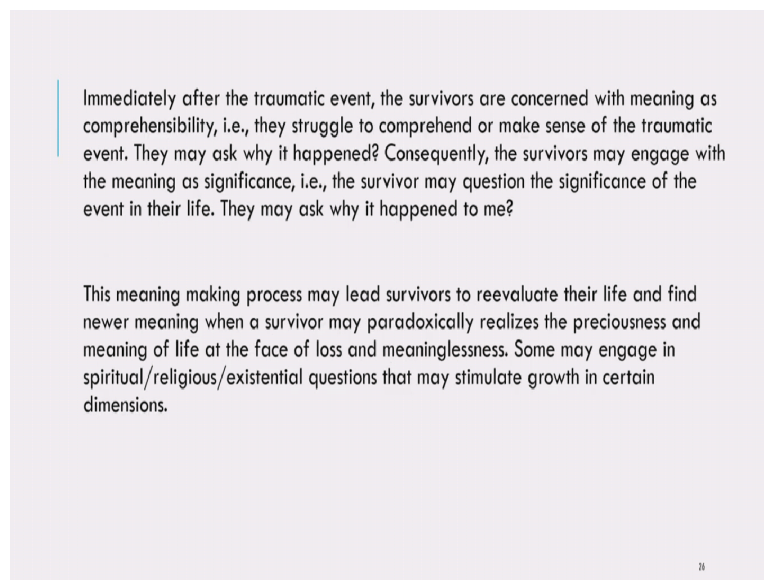 Immediately after the traumatic event, the survivors are concerned with meaning as
comprehensibility, i.e., they struggle to comprehend or make sense of the traumatic
event. They may ask why it happened? Consequently, the survivors may engage with
the meaning as significance, i.e., the survivor may question the significance of the
event in their life. They may ask why it happened to me?
This meaning making process may lead survivors to reevaluate their life and find
newer meaning when a survivor may paradoxically realizes the preciousness and
meaning of life at the face of loss and meaninglessness. Some may engage in
spiritual/religious/existential questions that may stimulate growth in certain
dimensions.
26